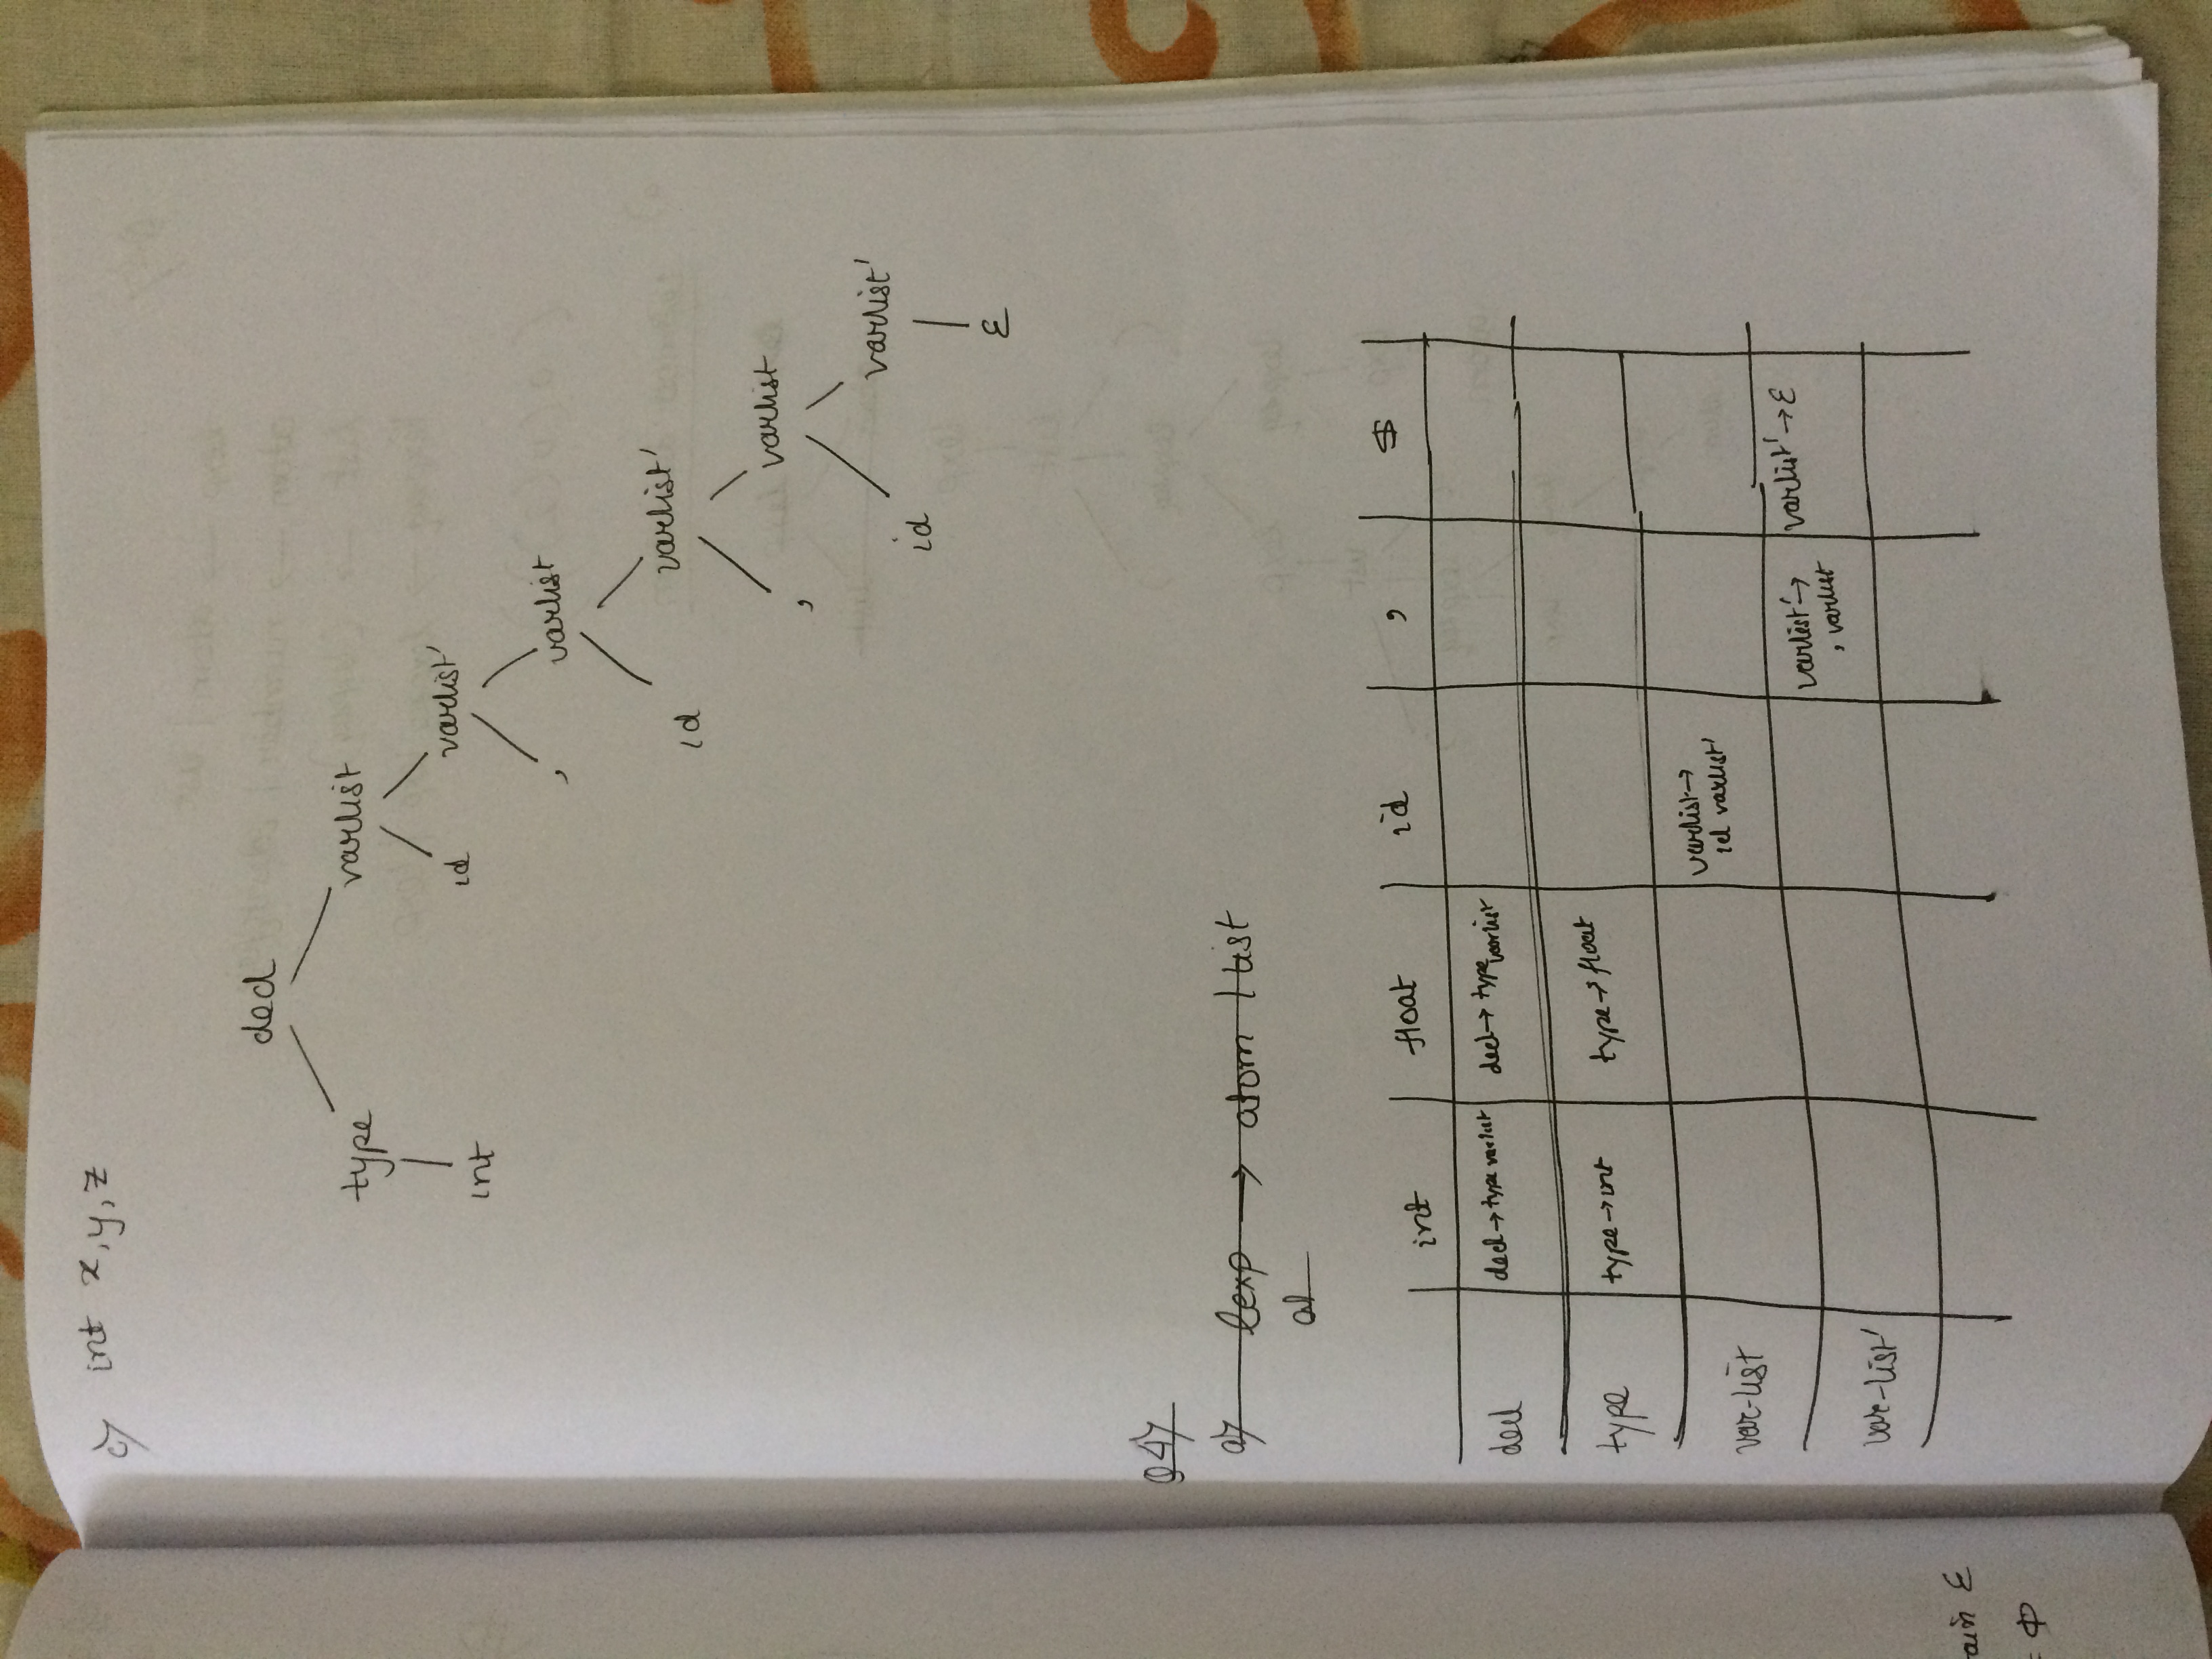 c) int x,y,z
decl
type varlist
int id varlist'
, varlist
id varlist'
, varlist
id varlist'
ε
Q4)
a) lexp → atom | list
at
int float id , $
decl decl → type varlist decl → type varlist
type type → int type → float
var-list varlist → id varlist'
var-list' varlist' → , varlist varlist' → ε
ain ε
= Φ